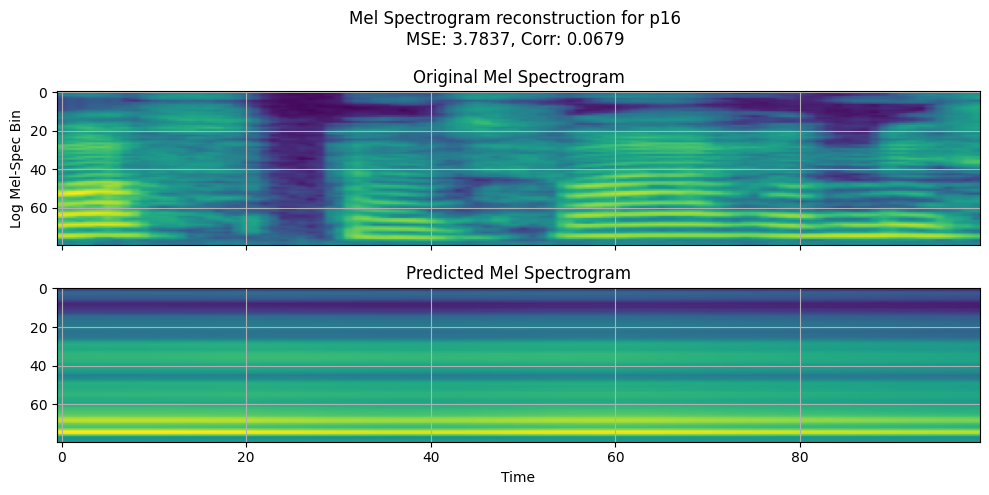 Mel Spectrogram reconstruction for p16
MSE: 3.7837, Corr: 0.0679
Original Mel Spectrogram
0
20
40
60
Log Mel-Spec Bin
Predicted Mel Spectrogram
0
20
40
60
0 20 40 60 80
Time